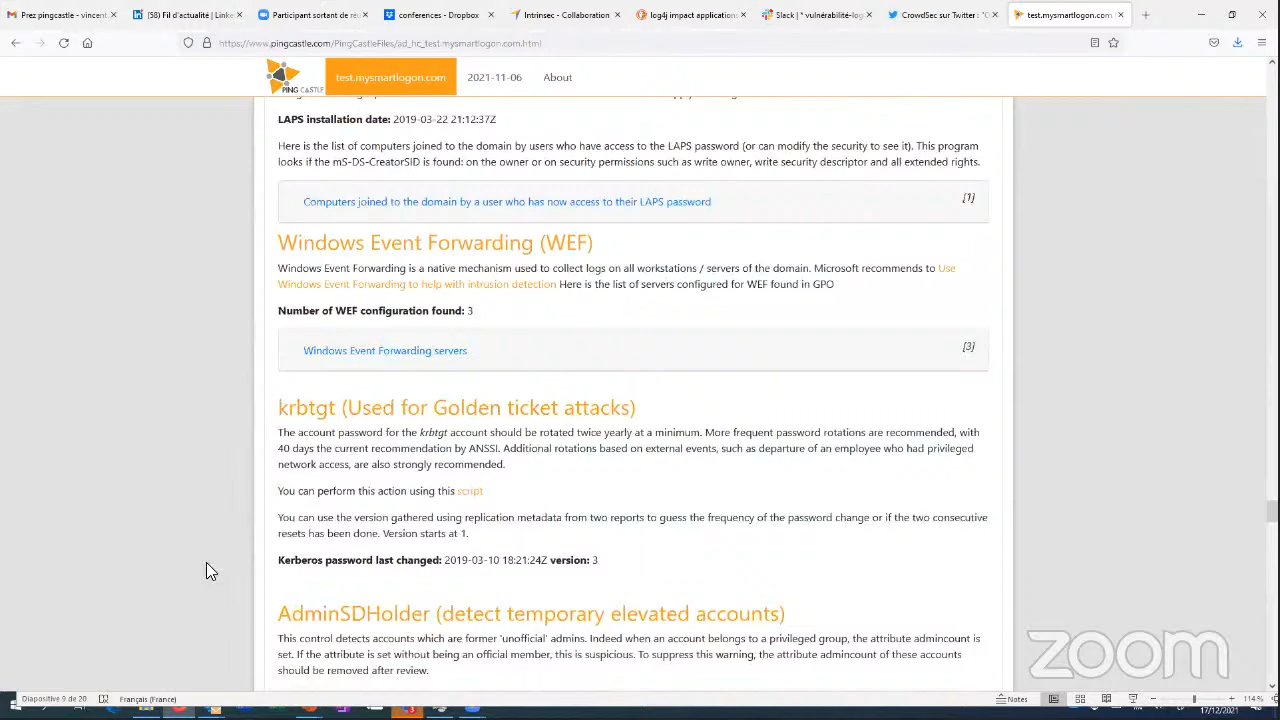 Prez pingcastle - vincent.
(58) Fil d'actualité | Linke
Participant tardant de ré
conferences - Dropbox
Intrinsec - Collaboration
log4j impact applications
Slack | * vulnérabilité-log
CrowdSec sur Twitter : "O
test.mysmartlogon.com
https://www.pingcastle.com/PingCastleFiles/ad_hc_test.mysmartlogon.com.html
PING CASTLE
test.mysmartlogon.com
2021-11-06
About
LAPS installation date: 2019-03-22 21:12:37Z
Here is the list of computers joined to the domain by users who have access to the LAPS password (or can modify the security to see it). This program
looks if the mS-DS-CreatorSID is found: on the owner or on security permissions such as write owner, write security descriptor and all extended rights.
Computers joined to the domain by a user who has now access to their LAPS password
[1]
Windows Event Forwarding (WEF)
Windows Event Forwarding is a native mechanism used to collect logs on all workstations / servers of the domain. Microsoft recommends to Use
Windows Event Forwarding to help with intrusion detection Here is the list of servers configured for WEF found in GPO
Number of WEF configuration found: 3
Windows Event Forwarding servers
[3]
krbtgt (Used for Golden ticket attacks)
The account password for the krbtgt account should be rotated twice yearly at a minimum. More frequent password rotations are recommended, with
40 days the current recommendation by ANSSI. Additional rotations based on external events, such as departure of an employee who had privileged
network access, are also strongly recommended.
You can perform this action using this script
You can use the version gathered using replication metadata from two reports to guess the frequency of the password change or if the two consecutive
resets has been done. Version starts at 1.
Kerberos password last changed: 2019-03-10 18:21:24Z version: 3
AdminSDHolder (detect temporary elevated accounts)
This control detects accounts which are former 'unofficial' admins. Indeed when an account belongs to a privileged group, the attribute admincount is
set. If the attribute is set without being an official member, this is suspicious. To suppress this warning, the attribute admincount of these accounts
should be removed after review.
zoom
Diapositive 9 de 20
Français (France)
Notes
114 %
17/12/2021